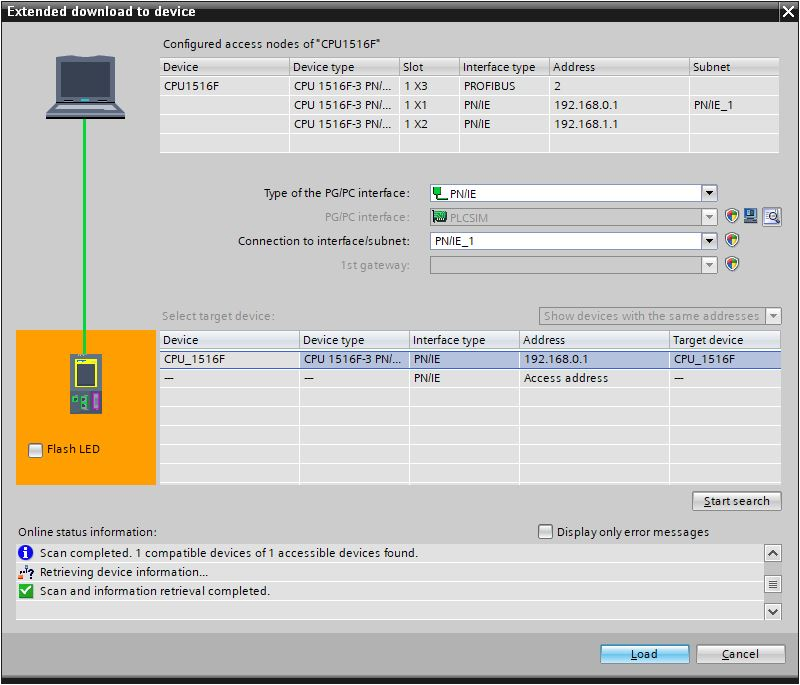 Extended download to device
Configured access nodes of "CPU1516F"
Device Device type Slot Interface type Address Subnet
CPU1516F CPU 1516F-3 PN/... 1 X3 PROFIBUS 2
CPU 1516F-3 PN/... 1 X1 PN/IE 192.168.0.1 PN/IE_1
CPU 1516F-3 PN/... 1 X2 PN/IE 192.168.1.1
Type of the PG/PC interface: PN/IE
PG/PC interface: PLCSIM
Connection to interface/subnet: PN/IE_1
1st gateway:
Select target device: Show devices with the same addresses
Device Device type Interface type Address Target device
CPU_1516F CPU 1516F-3 PN/... PN/IE 192.168.0.1 CPU_1516F
--- --- PN/IE Access address ---
Flash LED
Start search
Online status information: Display only error messages
Scan completed. 1 compatible devices of 1 accessible devices found.
Retrieving device information...
Scan and information retrieval completed.
Load Cancel